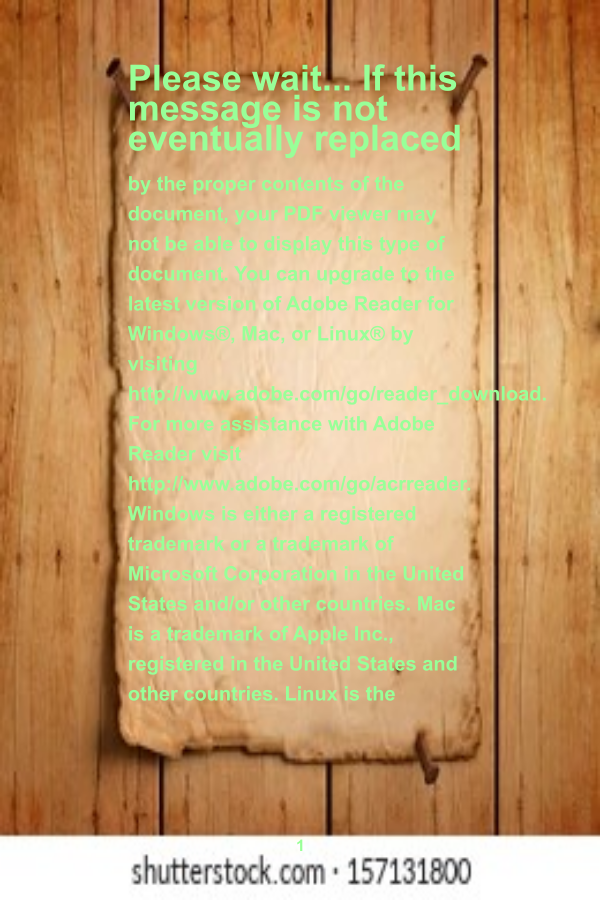 Please wait... If this
message is not
eventually replaced
by the proper contents of the
document, your PDF viewer may
not be able to display this type of
document. You can upgrade to the
latest version of Adobe Reader for
Windows®, Mac, or Linux® by
visiting
http://www.adobe.com/go/reader_download.
For more assistance with Adobe
Reader visit
http://www.adobe.com/go/acrreader.
Windows is either a registered
trademark or a trademark of
Microsoft Corporation in the United
States and/or other countries. Mac
is a trademark of Apple Inc.,
registered in the United States and
other countries. Linux is the
1
shutterstock.com · 157131800